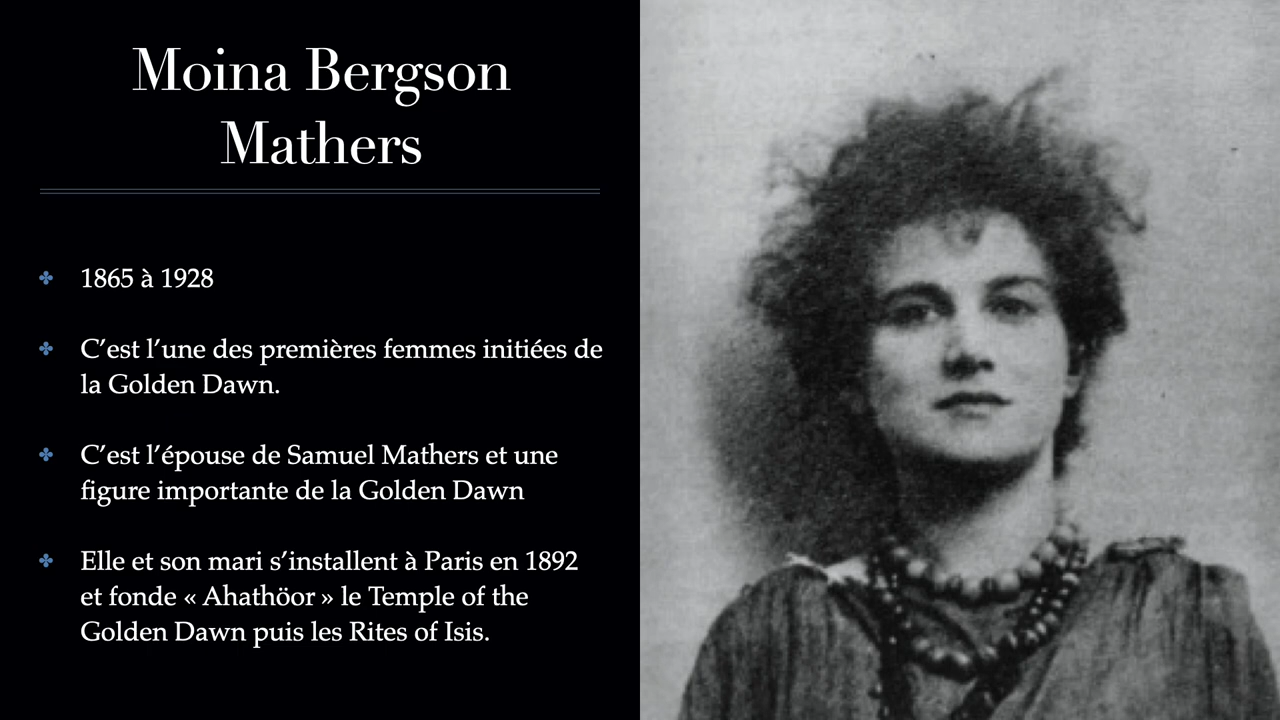 Moina Bergson
Mathers
1865 à 1928
C’est l’une des premières femmes initiées de
la Golden Dawn.
C’est l’épouse de Samuel Mathers et une
figure importante de la Golden Dawn
Elle et son mari s’installent à Paris en 1892
et fonde « Ahathöor » le Temple of the
Golden Dawn puis les Rites of Isis.